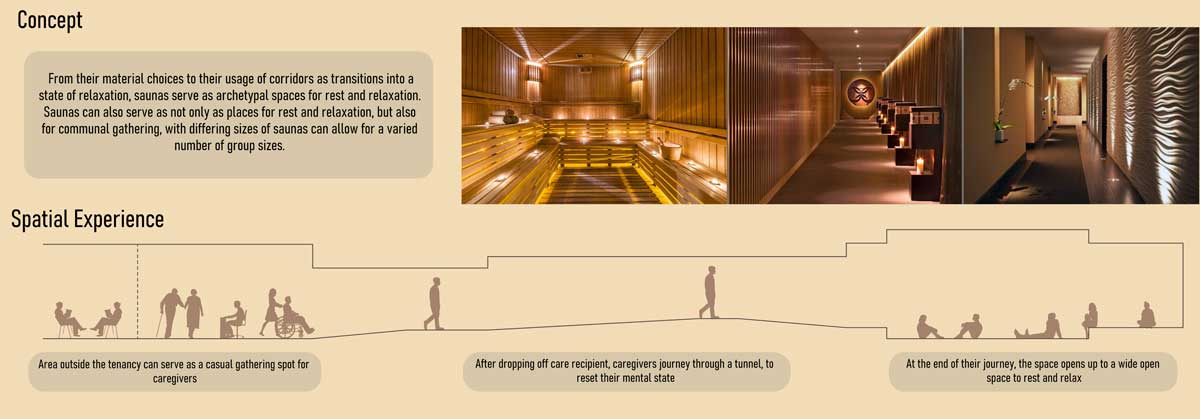 Concept
From their material choices to their usage of corridors as transitions into a
state of relaxation, saunas serve as archetypal spaces for rest and relaxation.
Saunas can also serve as not only as places for rest and relaxation, but also
for communal gathering, with differing sizes of saunas can allow for a varied
number of group sizes.
Spatial Experience
Area outside the tenancy can serve as a casual gathering spot for
caregivers
After dropping off care recipient, caregivers journey through a tunnel, to
reset their mental state
At the end of their journey, the space opens up to a wide open
space to rest and relax